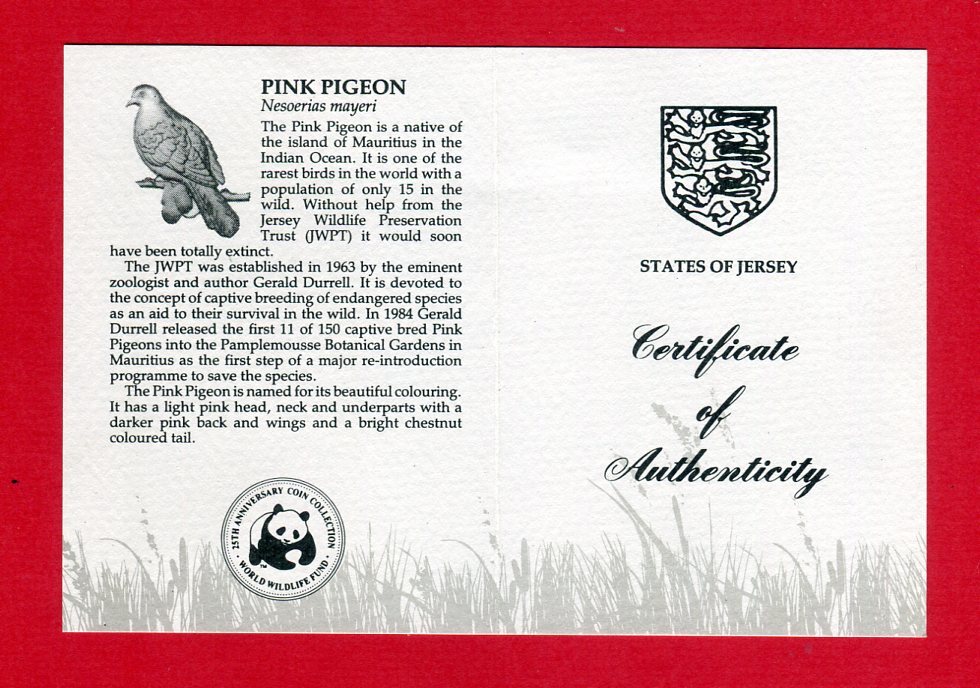 PINK PIGEON
Nesoerias mayeri
The Pink Pigeon is a native of
the island of Mauritius in the
Indian Ocean. It is one of the
rarest birds in the world with a
population of only 15 in the
wild. Without help from the
Jersey Wildlife Preservation
Trust (JWPT) it would soon
have been totally extinct.
The JWPT was established in 1963 by the eminent
zoologist and author Gerald Durrell. It is devoted to
the concept of captive breeding of endangered species
as an aid to their survival in the wild. In 1984 Gerald
Durrell released the first 11 of 150 captive bred Pink
Pigeons into the Pamplemousse Botanical Gardens in
Mauritius as the first step of a major re-introduction
programme to save the species.
The Pink Pigeon is named for its beautiful colouring.
It has a light pink head, neck and underparts with a
darker pink back and wings and a bright chestnut
coloured tail.
25TH ANNIVERSARY COIN COLLECTION
TM
· WORLD WILDLIFE FUND ·
STATES OF JERSEY
Certificate
of
Authenticity